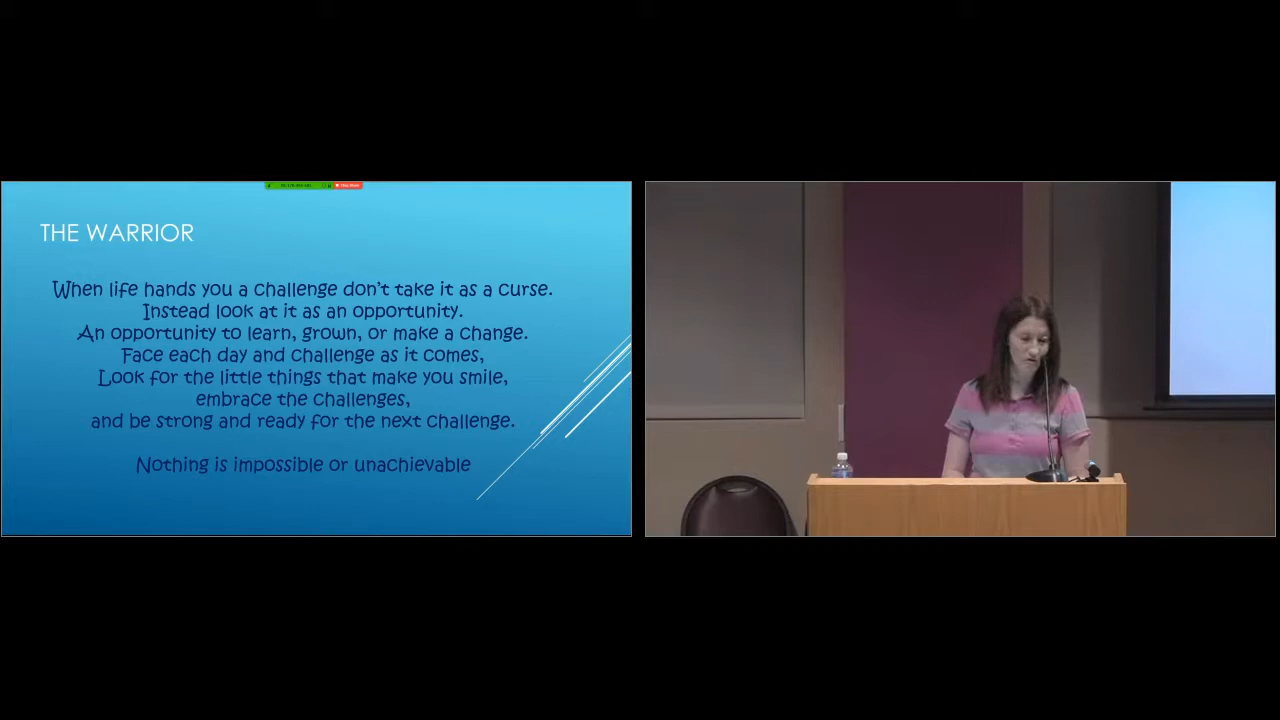 THE WARRIOR
When life hands you a challenge don't take it as a curse.
Instead look at it as an opportunity.
An opportunity to learn, grown, or make a change.
Face each day and challenge as it comes,
Look for the little things that make you smile,
embrace the challenges,
and be strong and ready for the next challenge.
Nothing is impossible or unachievable